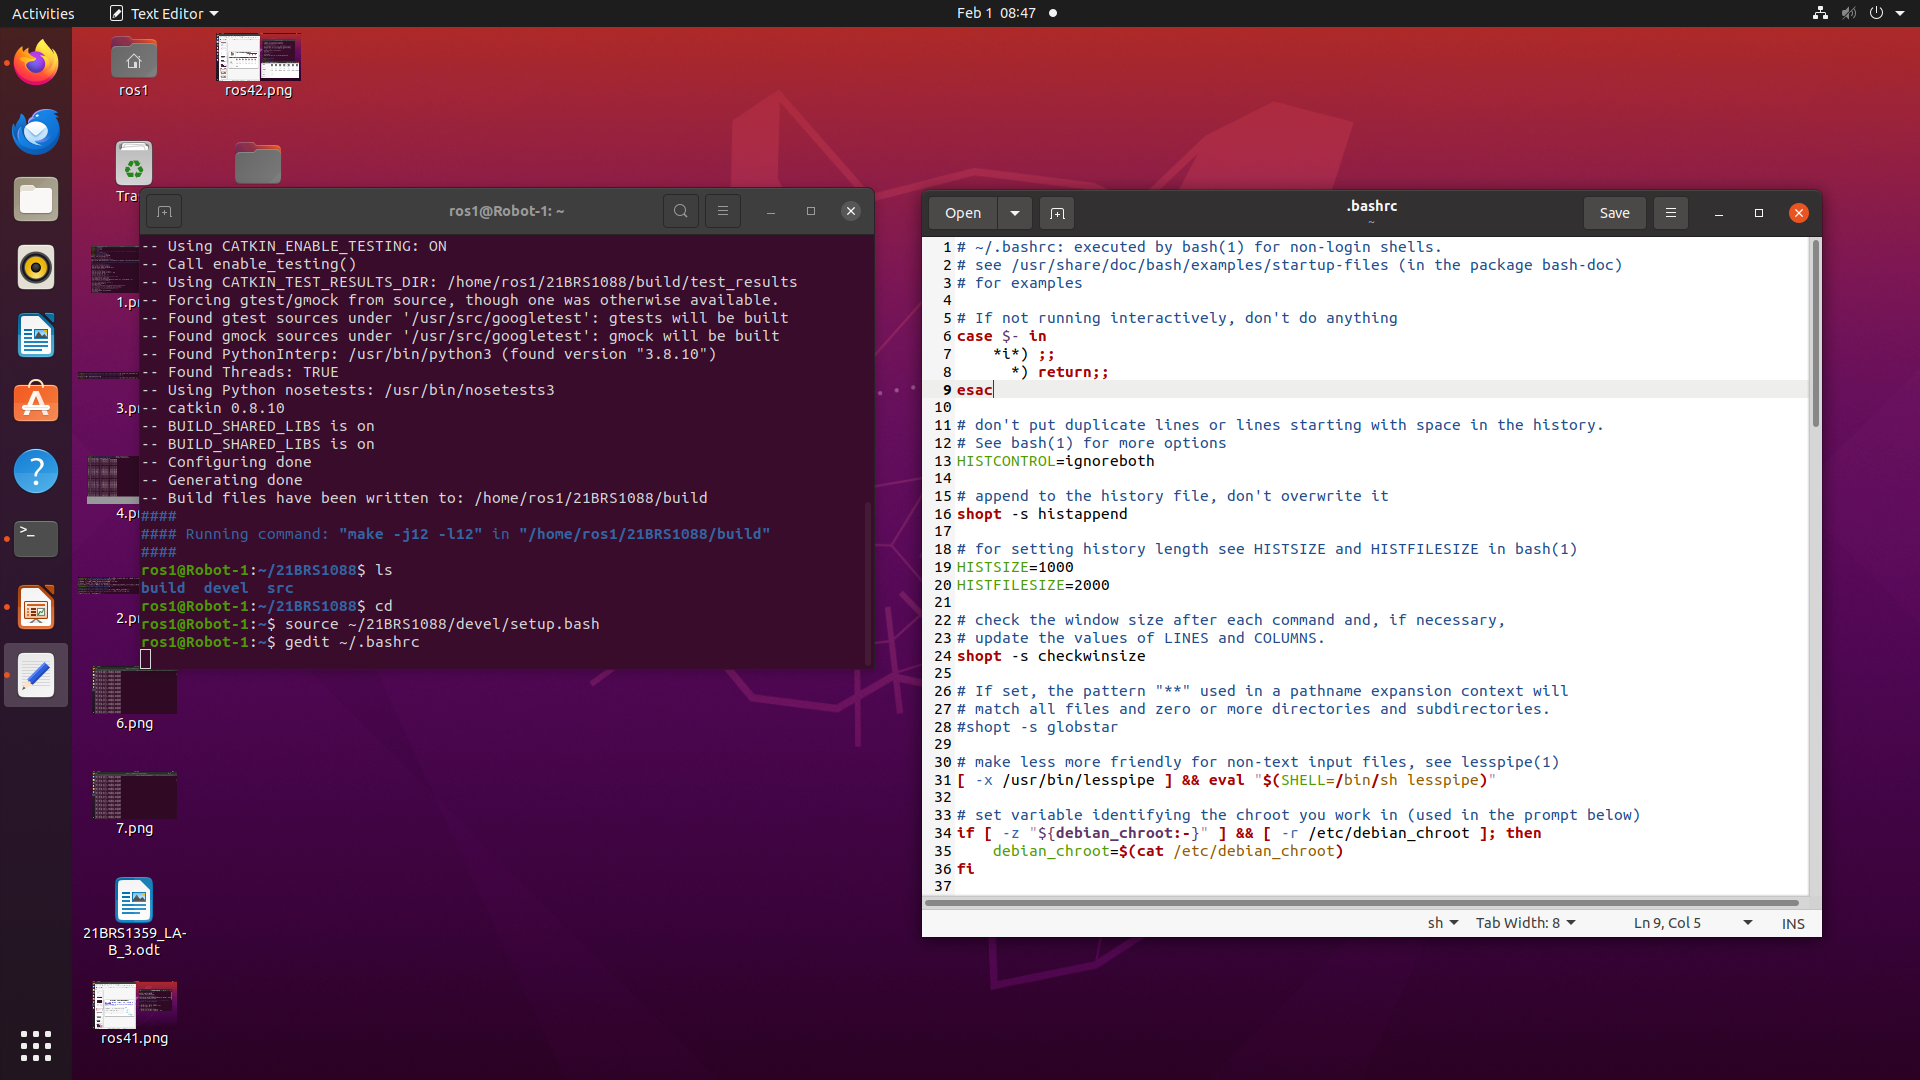 Activities
Text Editor
Feb 1 08:47
ros1
ros42.png
Tra
1.p
3.p
4.p
2.p
6.png
7.png
21BRS1359_LA-
B_3.odt
ros41.png
ros1@Robot-1: ~
-- Using CATKIN_ENABLE_TESTING: ON
-- Call enable_testing()
-- Using CATKIN_TEST_RESULTS_DIR: /home/ros1/21BRS1088/build/test_results
-- Forcing gtest/gmock from source, though one was otherwise available.
-- Found gtest sources under '/usr/src/googletest': gtests will be built
-- Found gmock sources under '/usr/src/googletest': gmock will be built
-- Found PythonInterp: /usr/bin/python3 (found version "3.8.10")
-- Found Threads: TRUE
-- Using Python nosetests: /usr/bin/nosetests3
-- catkin 0.8.10
-- BUILD_SHARED_LIBS is on
-- BUILD_SHARED_LIBS is on
-- Configuring done
-- Generating done
-- Build files have been written to: /home/ros1/21BRS1088/build
####
#### Running command: "make -j12 -l12" in "/home/ros1/21BRS1088/build"
####
ros1@Robot-1:~/21BRS1088$ ls
build devel src
ros1@Robot-1:~/21BRS1088$ cd
ros1@Robot-1:~$ source ~/21BRS1088/devel/setup.bash
ros1@Robot-1:~$ gedit ~/.bashrc
Open
.bashrc
~
Save
1 # ~/.bashrc: executed by bash(1) for non-login shells.
2 # see /usr/share/doc/bash/examples/startup-files (in the package bash-doc)
3 # for examples
4
5 # If not running interactively, don't do anything
6 case $- in
7     *i*) ;;
8       *) return;;
9 esac
10
11 # don't put duplicate lines or lines starting with space in the history.
12 # See bash(1) for more options
13 HISTCONTROL=ignoreboth
14
15 # append to the history file, don't overwrite it
16 shopt -s histappend
17
18 # for setting history length see HISTSIZE and HISTFILESIZE in bash(1)
19 HISTSIZE=1000
20 HISTFILESIZE=2000
21
22 # check the window size after each command and, if necessary,
23 # update the values of LINES and COLUMNS.
24 shopt -s checkwinsize
25
26 # If set, the pattern "**" used in a pathname expansion context will
27 # match all files and zero or more directories and subdirectories.
28 #shopt -s globstar
29
30 # make less more friendly for non-text input files, see lesspipe(1)
31 [ -x /usr/bin/lesspipe ] && eval "$(SHELL=/bin/sh lesspipe)"
32
33 # set variable identifying the chroot you work in (used in the prompt below)
34 if [ -z "${debian_chroot:-}" ] && [ -r /etc/debian_chroot ]; then
35     debian_chroot=$(cat /etc/debian_chroot)
36 fi
37
sh
Tab Width: 8
Ln 9, Col 5
INS